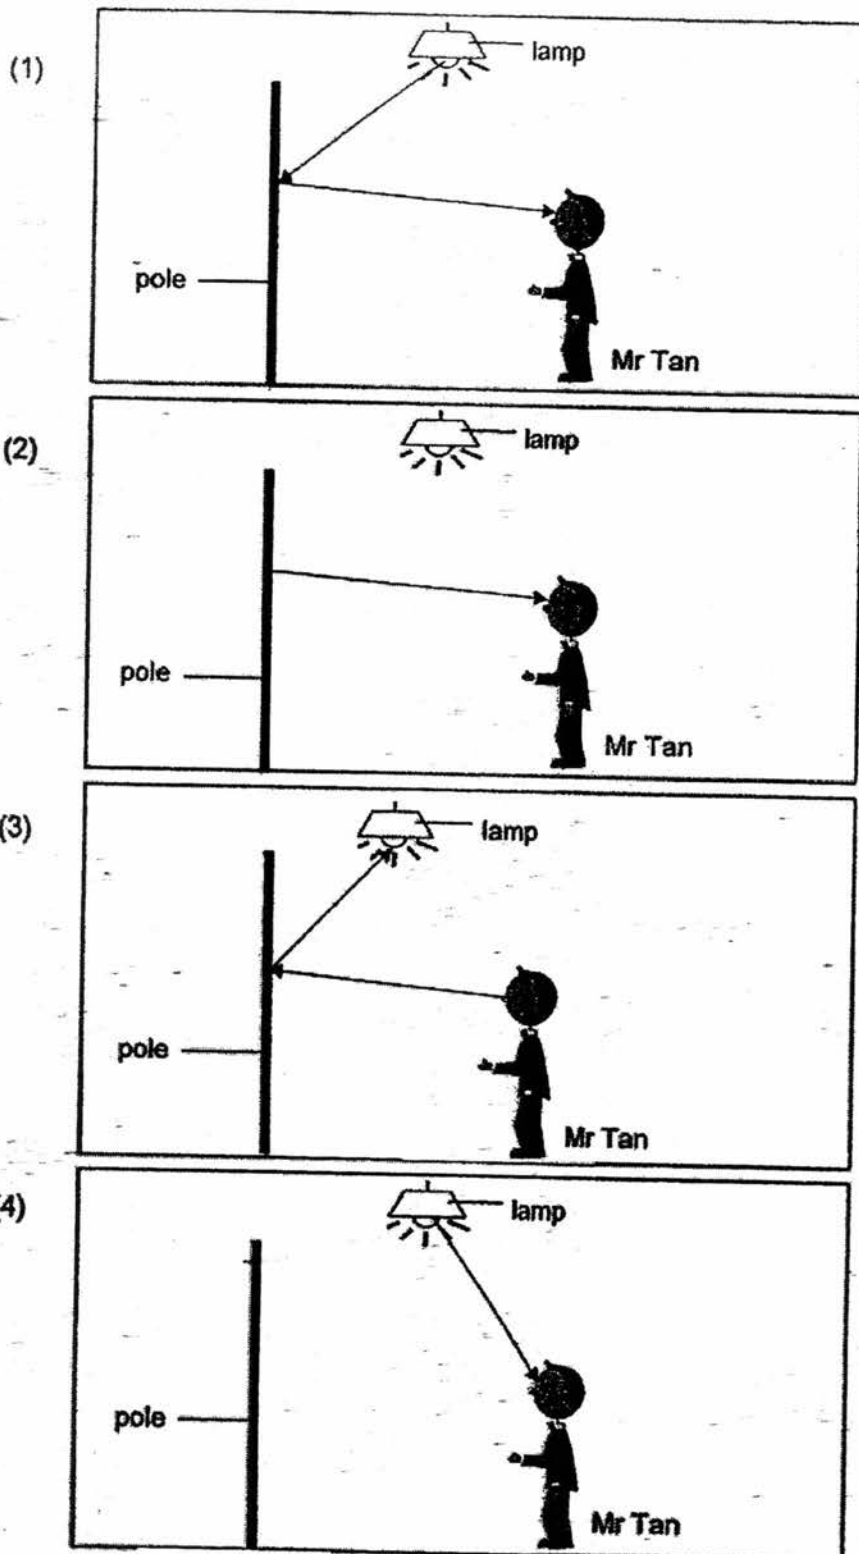 (1)
lamp
pole
Mr Tan
(2)
lamp
pole
Mr Tan
(3)
lamp
pole
Mr Tan
(4)
lamp
pole
Mr Tan